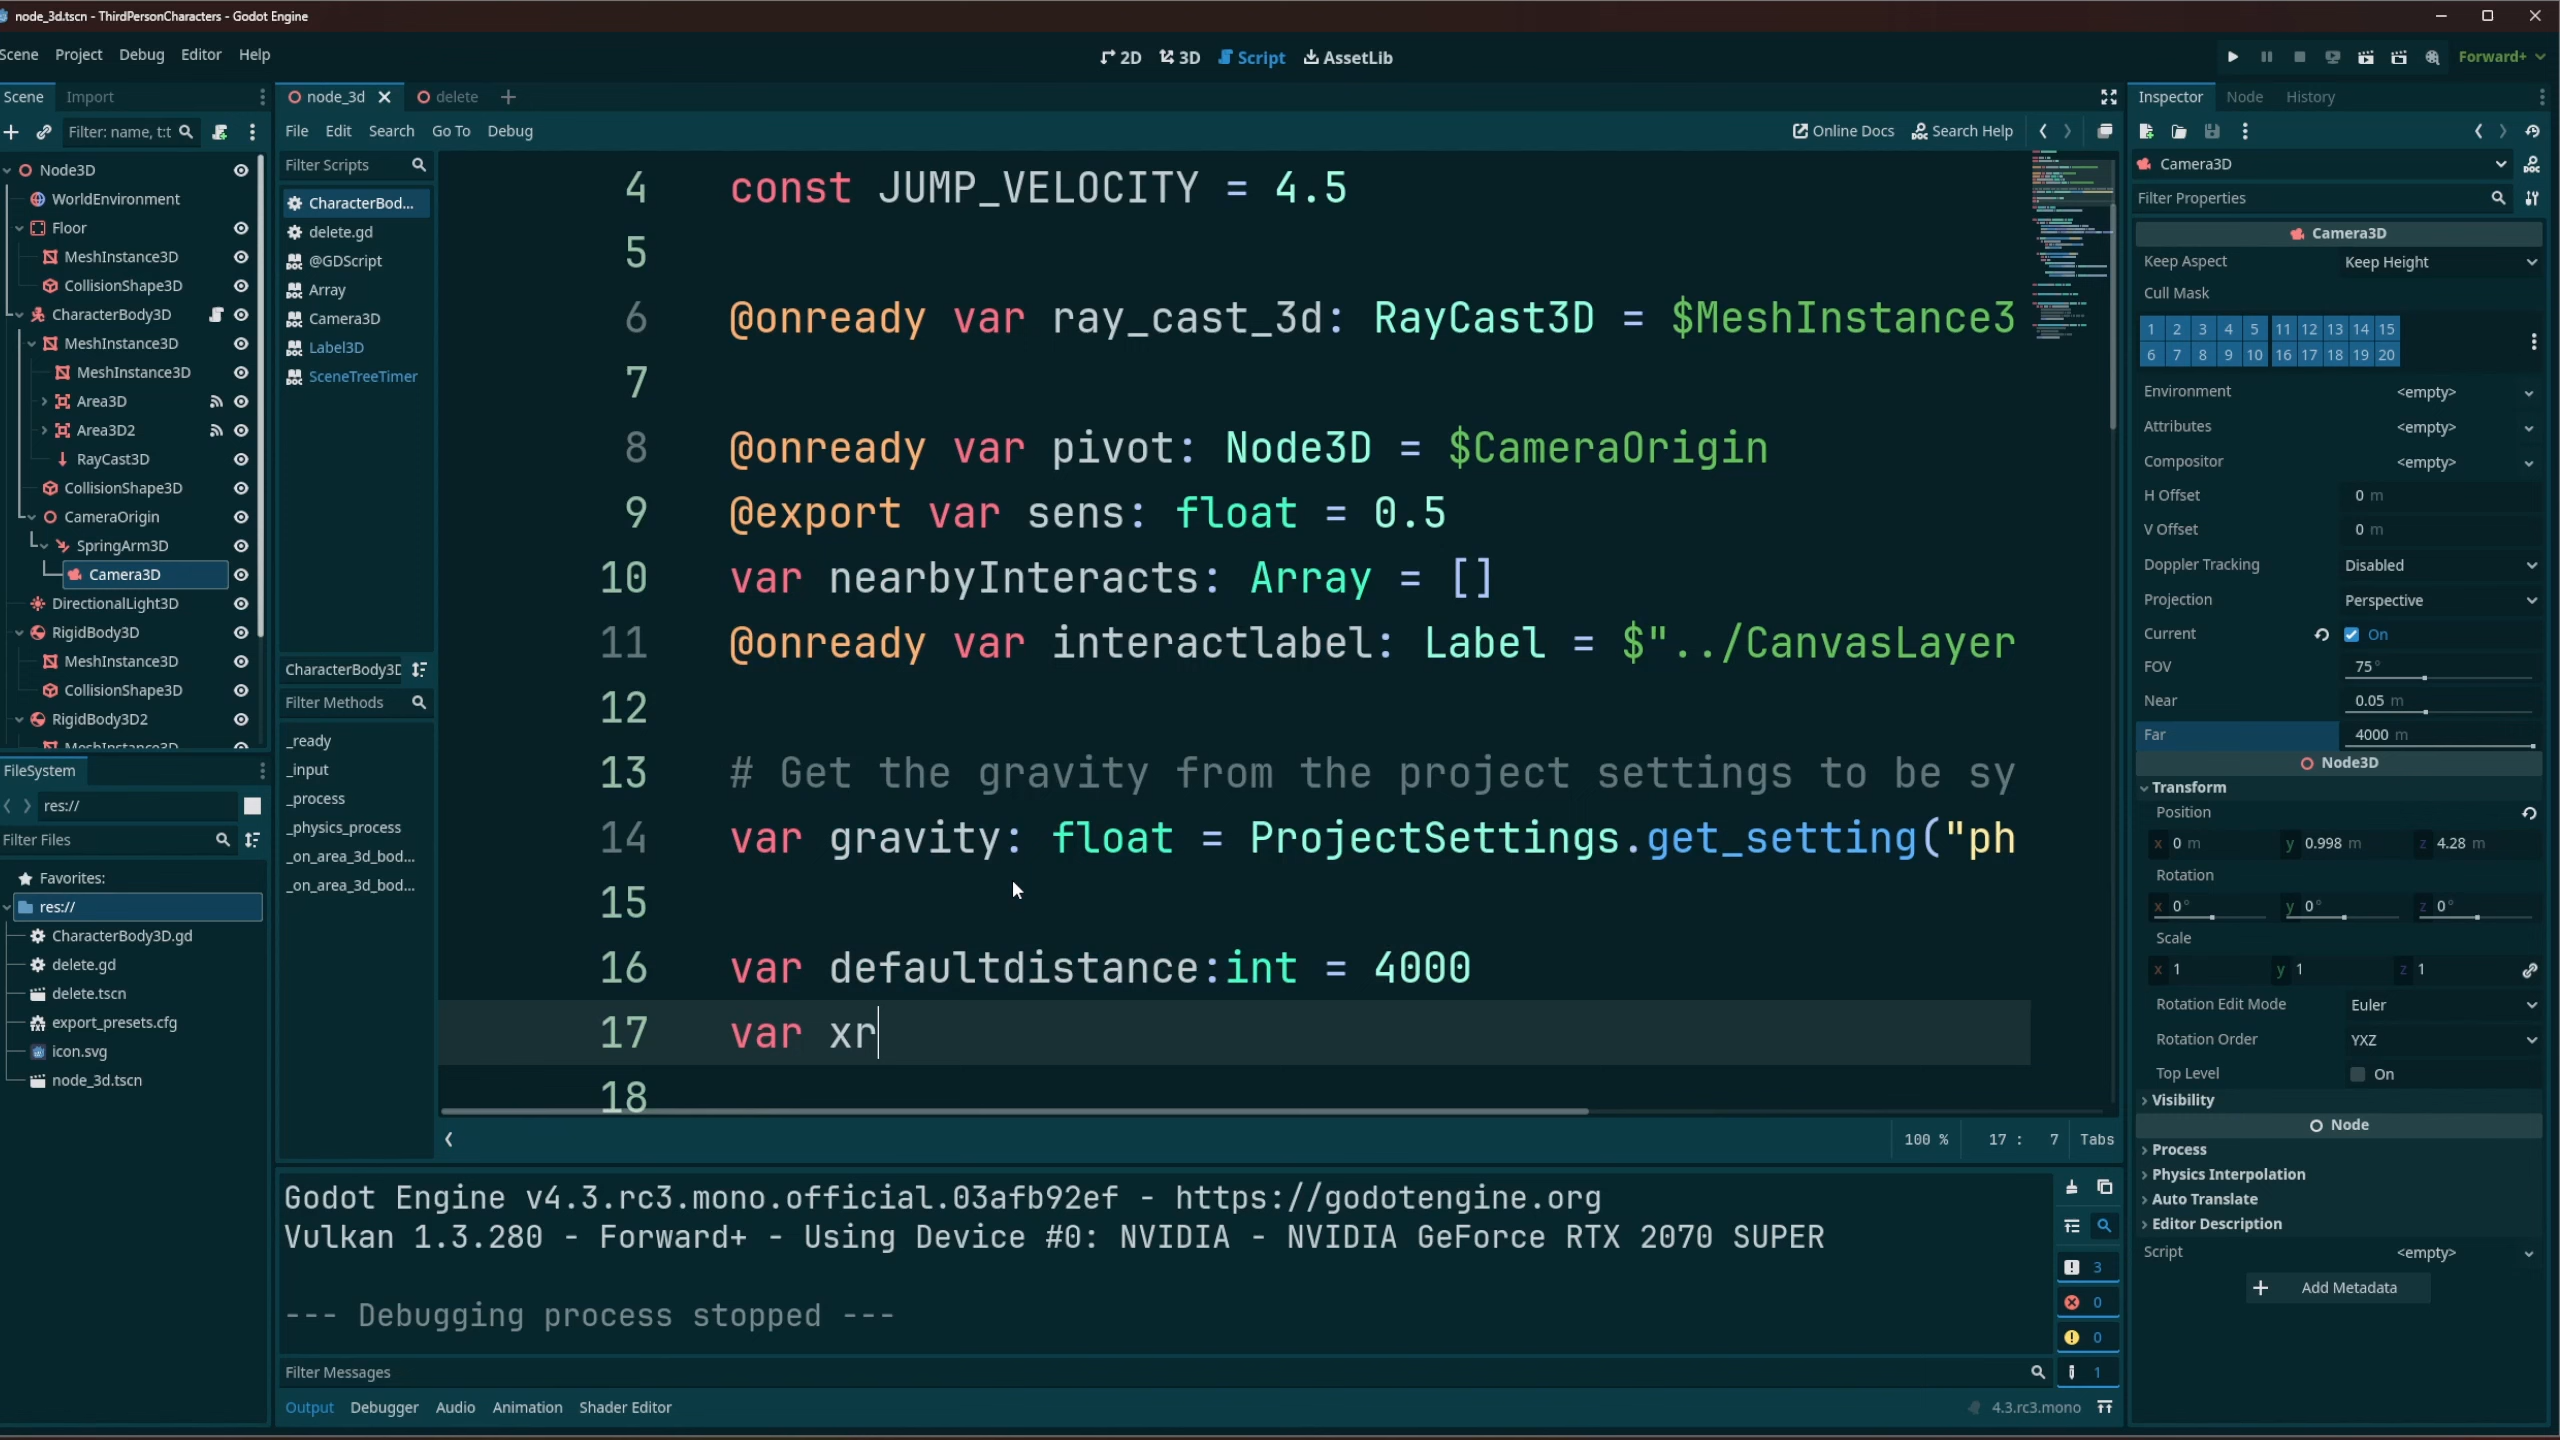 node_3d.tscn - ThirdPersonCharacters - Godot Engine
Scene Project Debug Editor Help
2D 3D Script AssetLib
Forward+
Scene Import
Filter: name, t:t
Node3D
WorldEnvironment
Floor
MeshInstance3D
CollisionShape3D
CharacterBody3D
MeshInstance3D
MeshInstance3D
Area3D
Area3D2
RayCast3D
CollisionShape3D
CameraOrigin
SpringArm3D
Camera3D
DirectionalLight3D
RigidBody3D
MeshInstance3D
CollisionShape3D
RigidBody3D2
MeshInstance3D
FileSystem
res://
Filter Files
Favorites:
res://
CharacterBody3D.gd
delete.gd
delete.tscn
export_presets.cfg
icon.svg
node_3d.tscn
node_3d delete
File Edit Search Go To Debug
Online Docs Search Help
Filter Scripts
CharacterBod...
delete.gd
@GDScript
Array
Camera3D
Label3D
SceneTreeTimer
CharacterBody3D
Filter Methods
_ready
_input
_process
_physics_process
_on_area_3d_bod...
_on_area_3d_bod...
4 const JUMP_VELOCITY = 4.5
5
6 @onready var ray_cast_3d: RayCast3D = $MeshInstance3
7
8 @onready var pivot: Node3D = $CameraOrigin
9 @export var sens: float = 0.5
10 var nearbyInteracts: Array = []
11 @onready var interactlabel: Label = $"../CanvasLayer
12
13 # Get the gravity from the project settings to be sy
14 var gravity: float = ProjectSettings.get_setting("ph
15
16 var defaultdistance:int = 4000
17 var xr
18
100 % 17 : 7 Tabs
Godot Engine v4.3.rc3.mono.official.03afb92ef - https://godotengine.org
Vulkan 1.3.280 - Forward+ - Using Device #0: NVIDIA - NVIDIA GeForce RTX 2070 SUPER
--- Debugging process stopped ---
3
0
0
1
Filter Messages
Output Debugger Audio Animation Shader Editor
4.3.rc3.mono
Inspector Node History
Camera3D
Filter Properties
Camera3D
Keep Aspect Keep Height
Cull Mask
1 2 3 4 5 11 12 13 14 15
6 7 8 9 10 16 17 18 19 20
Environment <empty>
Attributes <empty>
Compositor <empty>
H Offset 0 m
V Offset 0 m
Doppler Tracking Disabled
Projection Perspective
Current On
FOV 75°
Near 0.05 m
Far 4000 m
Node3D
Transform
Position
x 0 m y 0.998 m z 4.28 m
Rotation
x 0° y 0° z 0°
Scale
x 1 y 1 z 1
Rotation Edit Mode Euler
Rotation Order YXZ
Top Level On
Visibility
Node
Process
Physics Interpolation
Auto Translate
Editor Description
Script <empty>
Add Metadata